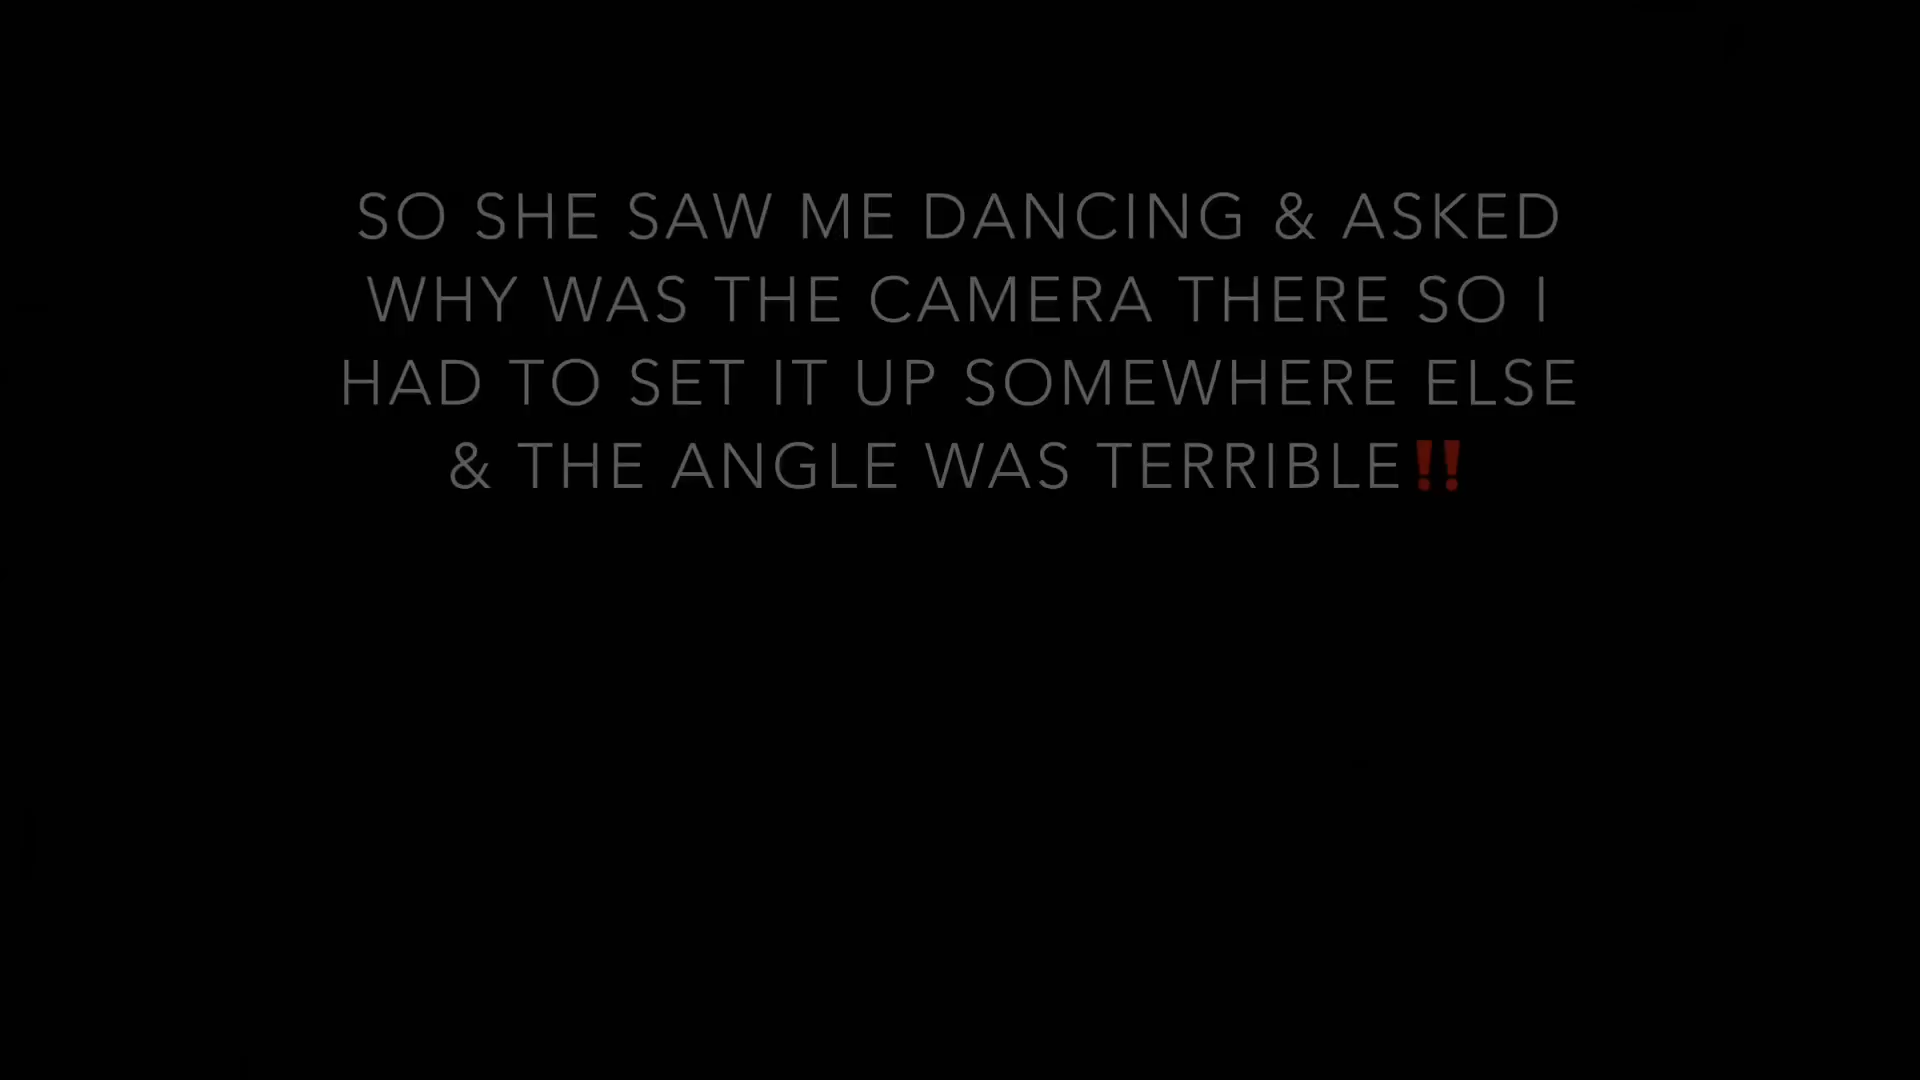 SO SHE SAW ME DANCING & ASKED
WHY WAS THE CAMERA THERE SO I
HAD TO SET IT UP SOMEWHERE ELSE
& THE ANGLE WAS TERRIBLE‼️